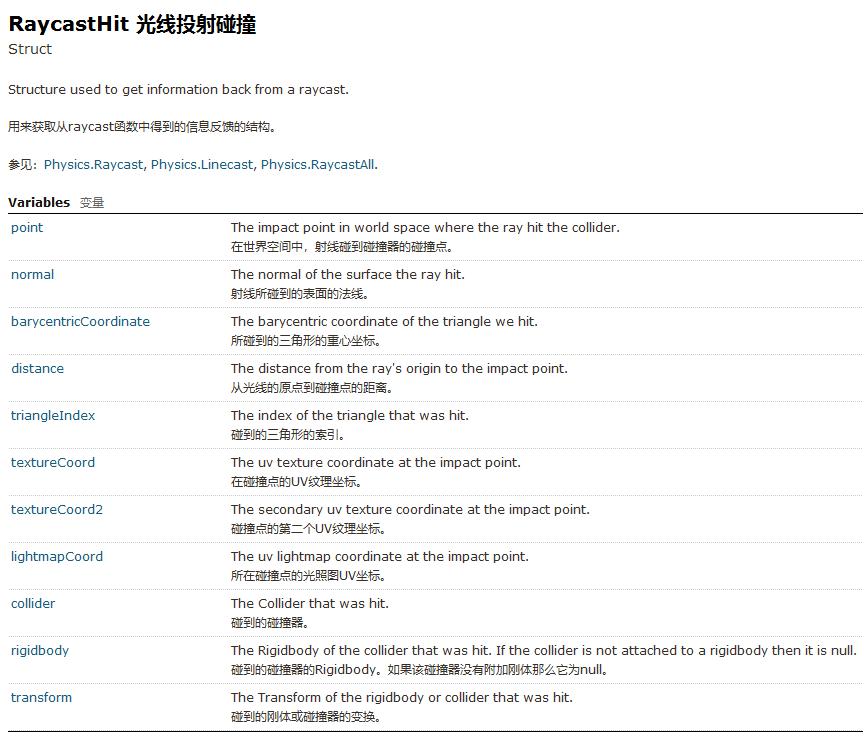 RaycastHit 光线投射碰撞
Struct
Structure used to get information back from a raycast.
用来获取从raycast函数中得到的信息反馈的结构。
参见：Physics.Raycast, Physics.Linecast, Physics.RaycastAll.
Variables 变量
point The impact point in world space where the ray hit the collider.
在世界空间中，射线碰到碰撞器的碰撞点。
normal The normal of the surface the ray hit.
射线所碰到的表面的法线。
barycentricCoordinate The barycentric coordinate of the triangle we hit.
所碰到的三角形的重心坐标。
distance The distance from the ray's origin to the impact point.
从光线的原点到碰撞点的距离。
triangleIndex The index of the triangle that was hit.
碰到的三角形的索引。
textureCoord The uv texture coordinate at the impact point.
在碰撞点的UV纹理坐标。
textureCoord2 The secondary uv texture coordinate at the impact point.
碰撞点的第二个UV纹理坐标。
lightmapCoord The uv lightmap coordinate at the impact point.
所在碰撞点的光照图UV坐标。
collider The Collider that was hit.
碰到的碰撞器。
rigidbody The Rigidbody of the collider that was hit. If the collider is not attached to a rigidbody then it is null.
碰到的碰撞器的Rigidbody。如果该碰撞器没有附加刚体那么它为null。
transform The Transform of the rigidbody or collider that was hit.
碰到的刚体或碰撞器的变换。